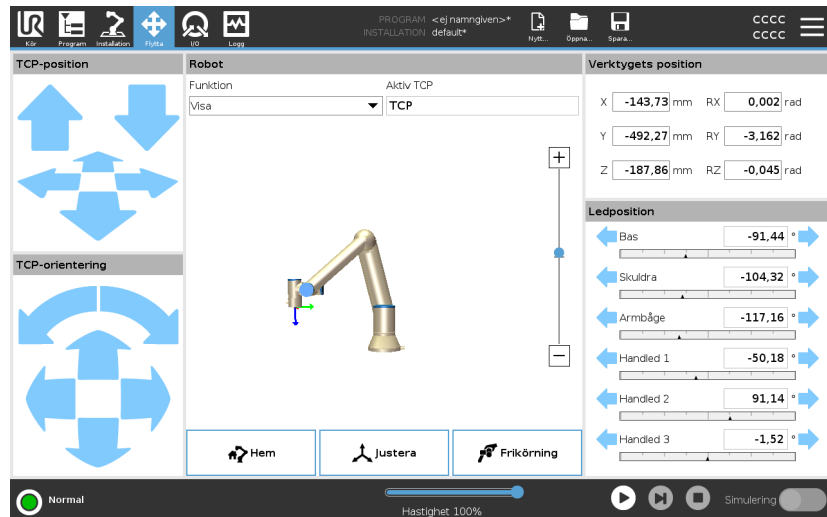 UR
PROGRAM <ej namngiven>*
INSTALLATION default*
CCCC
CCCC
Kör Program Installation Flytta I/O Logg Nytt... Öppna... Spara...
TCP-position
Robot
Verktygets position
Funktion Aktiv TCP
Visa TCP
X -143,73 mm RX 0,002 rad
Y -492,27 mm RY -3,162 rad
Z -187,86 mm RZ -0,045 rad
Ledposition
Bas -91,44 °
Skuldra -104,32 °
Armbåge -117,16 °
Handled 1 -50,18 °
Handled 2 91,14 °
Handled 3 -1,52 °
TCP-orientering
Hem Justera Frikörning
Normal
Hastighet 100%
Simulering